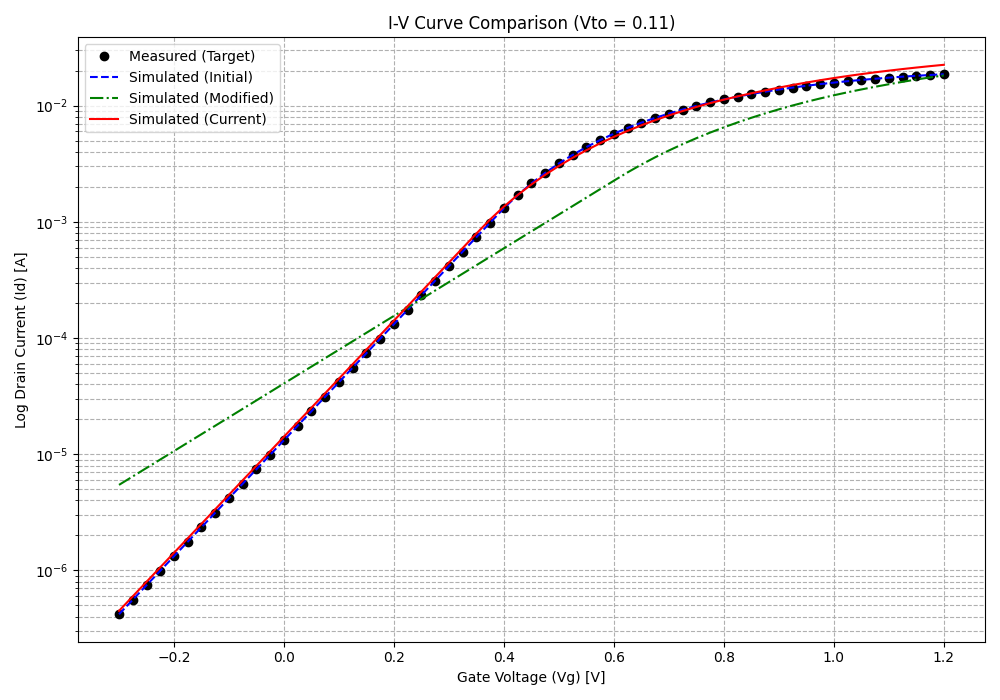 I-V Curve Comparison (Vto = 0.11)
Measured (Target)
Simulated (Initial)
Simulated (Modified)
Simulated (Current)
Log Drain Current (Id) [A]
10⁻²
10⁻³
10⁻⁴
10⁻⁵
10⁻⁶
−0.2 0.0 0.2 0.4 0.6 0.8 1.0 1.2
Gate Voltage (Vg) [V]